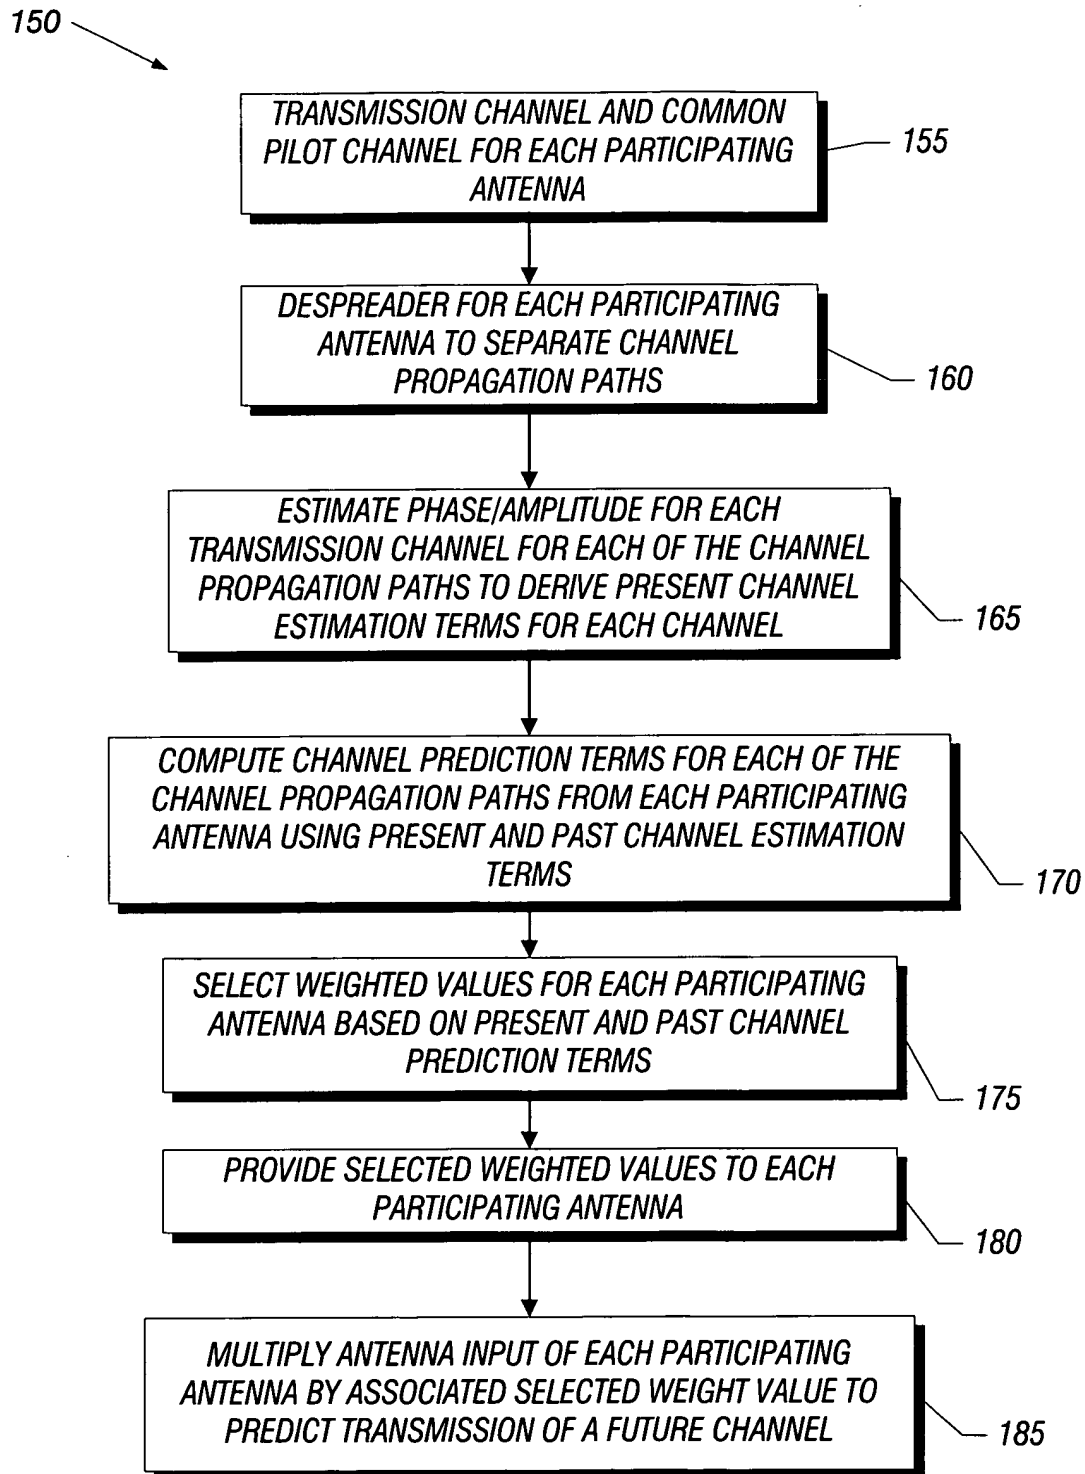 150
TRANSMISSION CHANNEL AND COMMON
PILOT CHANNEL FOR EACH PARTICIPATING
ANTENNA
155
DESPREADER FOR EACH PARTICIPATING
ANTENNA TO SEPARATE CHANNEL
PROPAGATION PATHS
160
ESTIMATE PHASE/AMPLITUDE FOR EACH
TRANSMISSION CHANNEL FOR EACH OF THE CHANNEL
PROPAGATION PATHS TO DERIVE PRESENT CHANNEL
ESTIMATION TERMS FOR EACH CHANNEL
165
COMPUTE CHANNEL PREDICTION TERMS FOR EACH OF THE
CHANNEL PROPAGATION PATHS FROM EACH PARTICIPATING
ANTENNA USING PRESENT AND PAST CHANNEL ESTIMATION
TERMS
170
SELECT WEIGHTED VALUES FOR EACH PARTICIPATING
ANTENNA BASED ON PRESENT AND PAST CHANNEL
PREDICTION TERMS
175
PROVIDE SELECTED WEIGHTED VALUES TO EACH
PARTICIPATING ANTENNA
180
MULTIPLY ANTENNA INPUT OF EACH PARTICIPATING
ANTENNA BY ASSOCIATED SELECTED WEIGHT VALUE TO
PREDICT TRANSMISSION OF A FUTURE CHANNEL
185